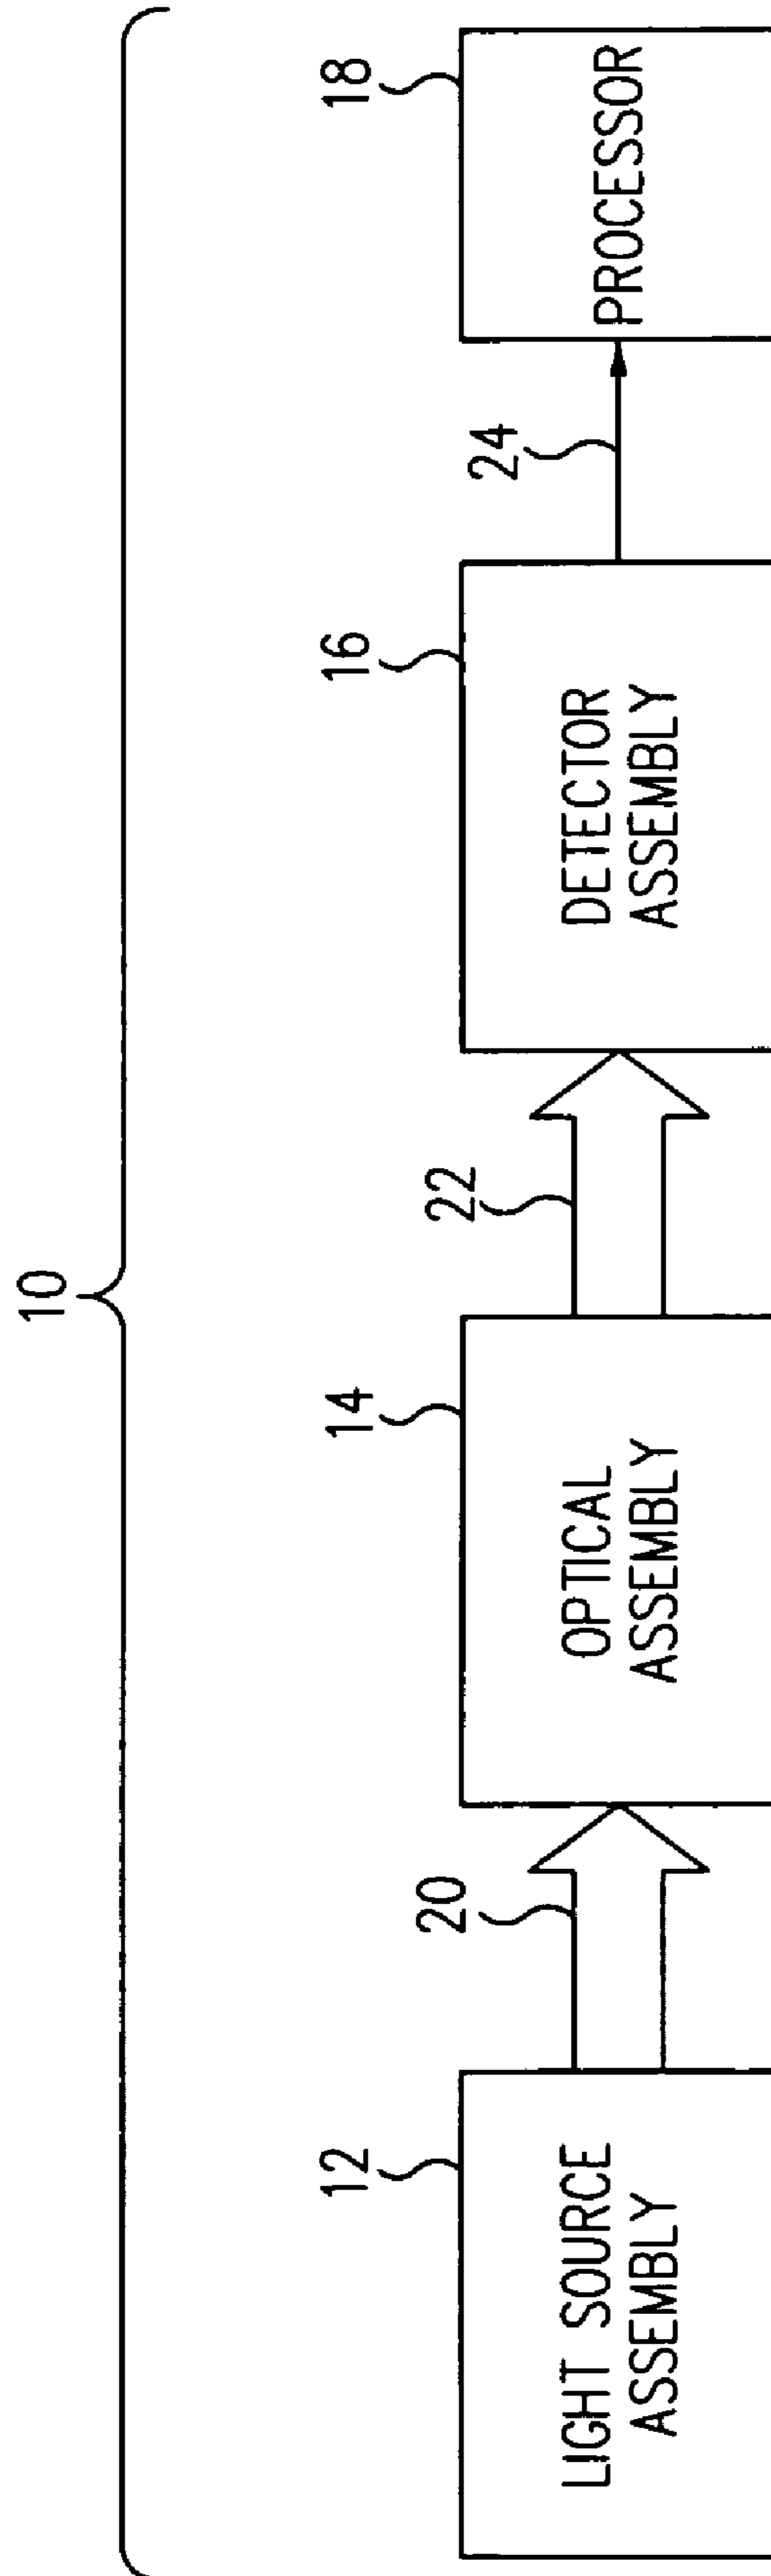 10
12
LIGHT SOURCE
ASSEMBLY
20
14
OPTICAL
ASSEMBLY
22
16
DETECTOR
ASSEMBLY
24
18
PROCESSOR